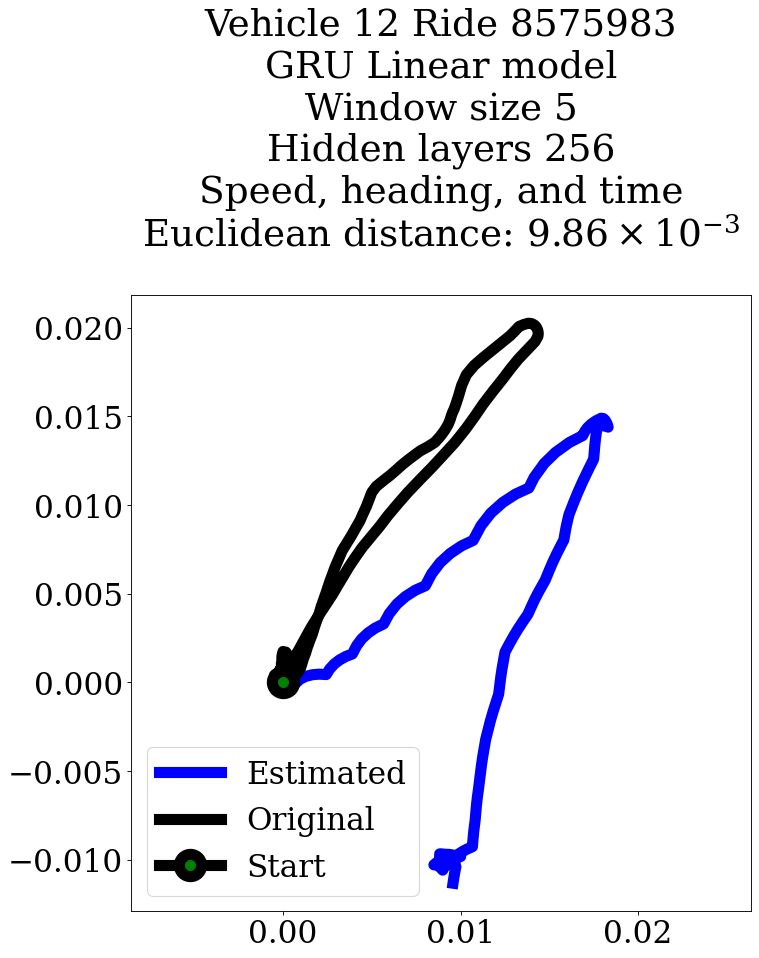 Vehicle 12 Ride 8575983
GRU Linear model
Window size 5
Hidden layers 256
Speed, heading, and time
Euclidean distance: 9.86 × 10⁻³
0.020
0.015
0.010
0.005
0.000
−0.005
−0.010
Estimated
Original
Start
0.00 0.01 0.02